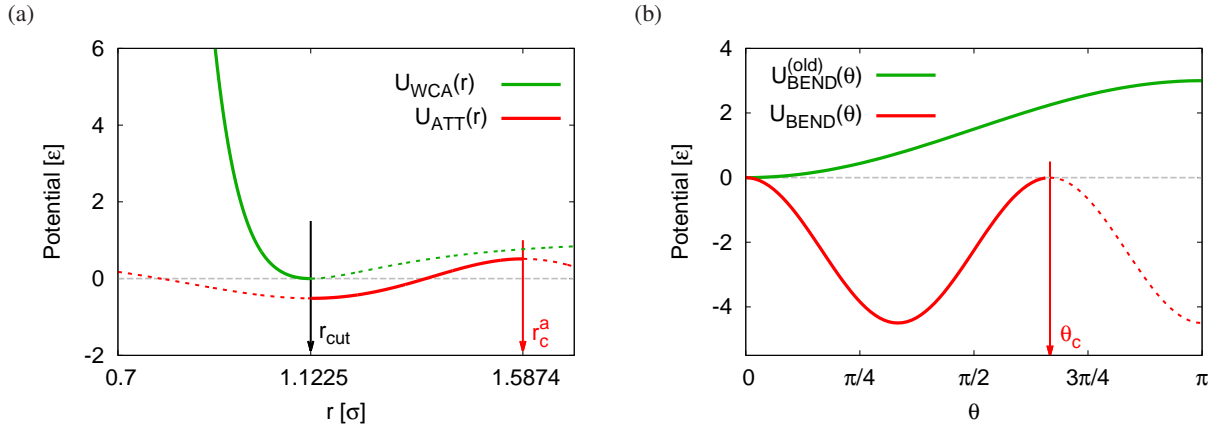 (a)
(b)
Potential [ε]
6
4
2
0
-2
U_WCA(r)
U_ATT(r)
r_cut
r_c^a
0.7
1.1225
1.5874
r [σ]
Potential [ε]
2
0
-2
-4
U_BEND^(old)(θ)
U_BEND(θ)
θ_c
0
π/4
π/2
3π/4
π
θ